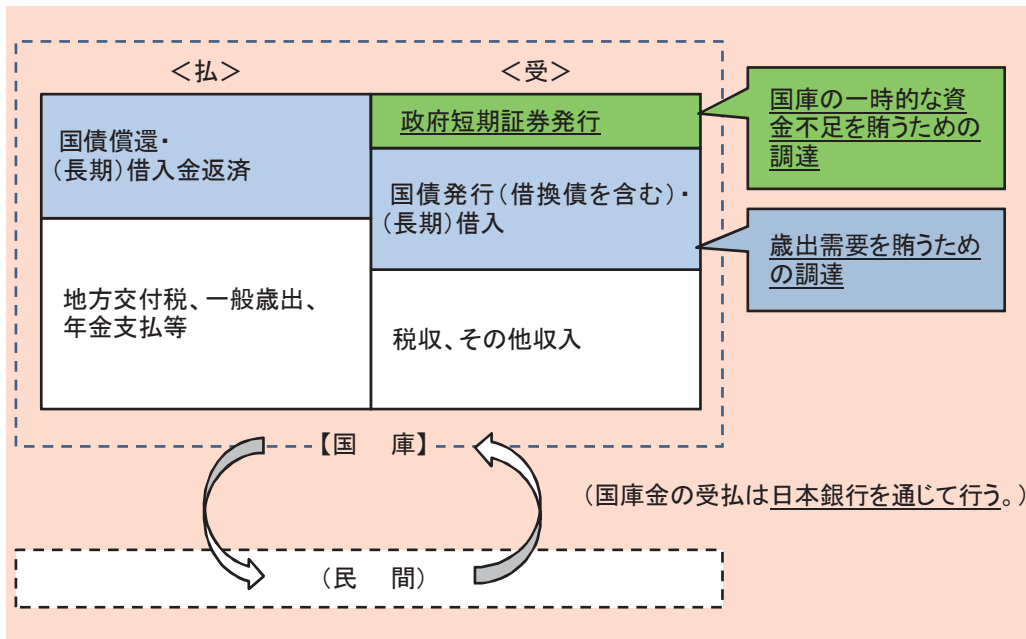 ＜払＞
＜受＞
国債償還・
(長期)借入金返済
地方交付税、一般歳出、
年金支払等
政府短期証券発行
国債発行(借換債を含む)・
(長期)借入
税収、その他収入
国庫の一時的な資
金不足を賄うための
調達
歳出需要を賄うため
の調達
【国　庫】
(国庫金の受払は日本銀行を通じて行う。)
(民　間)